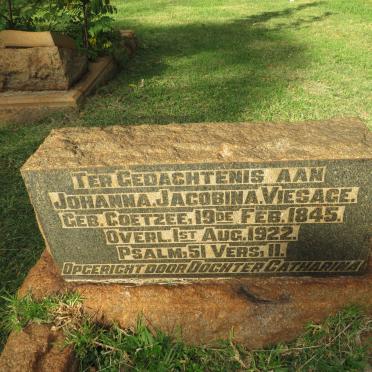 TER GEDACHTENIS AAN
JOHANNA.JACOBINA.VIESAGE.
GEB.COETZEE.19DE FEB.1845.
OVERL.1ST AUG.1922.
PSALM.51 VERS.11.
OPGERICHT DOOR DOCHTER CATHARINA